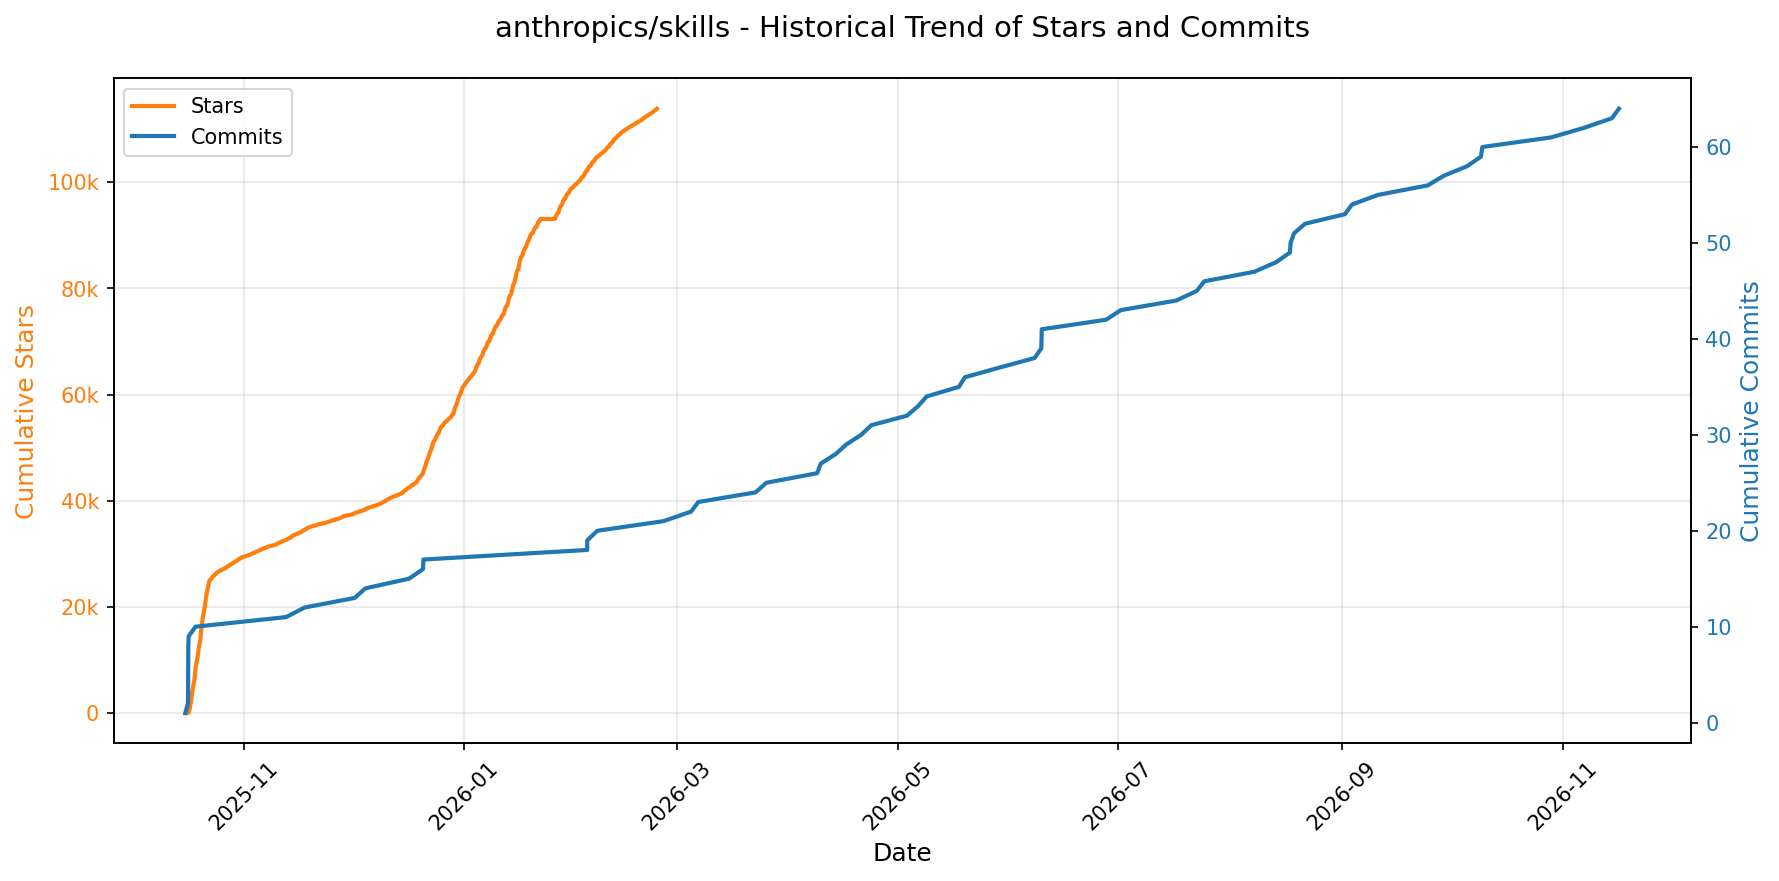 anthropics/skills - Historical Trend of Stars and Commits
Stars
Commits
Cumulative Stars
100k
80k
60k
40k
20k
0
60
50
40
30
20
10
0
Cumulative Commits
2025-11
2026-01
2026-03
2026-05
2026-07
2026-09
2026-11
Date